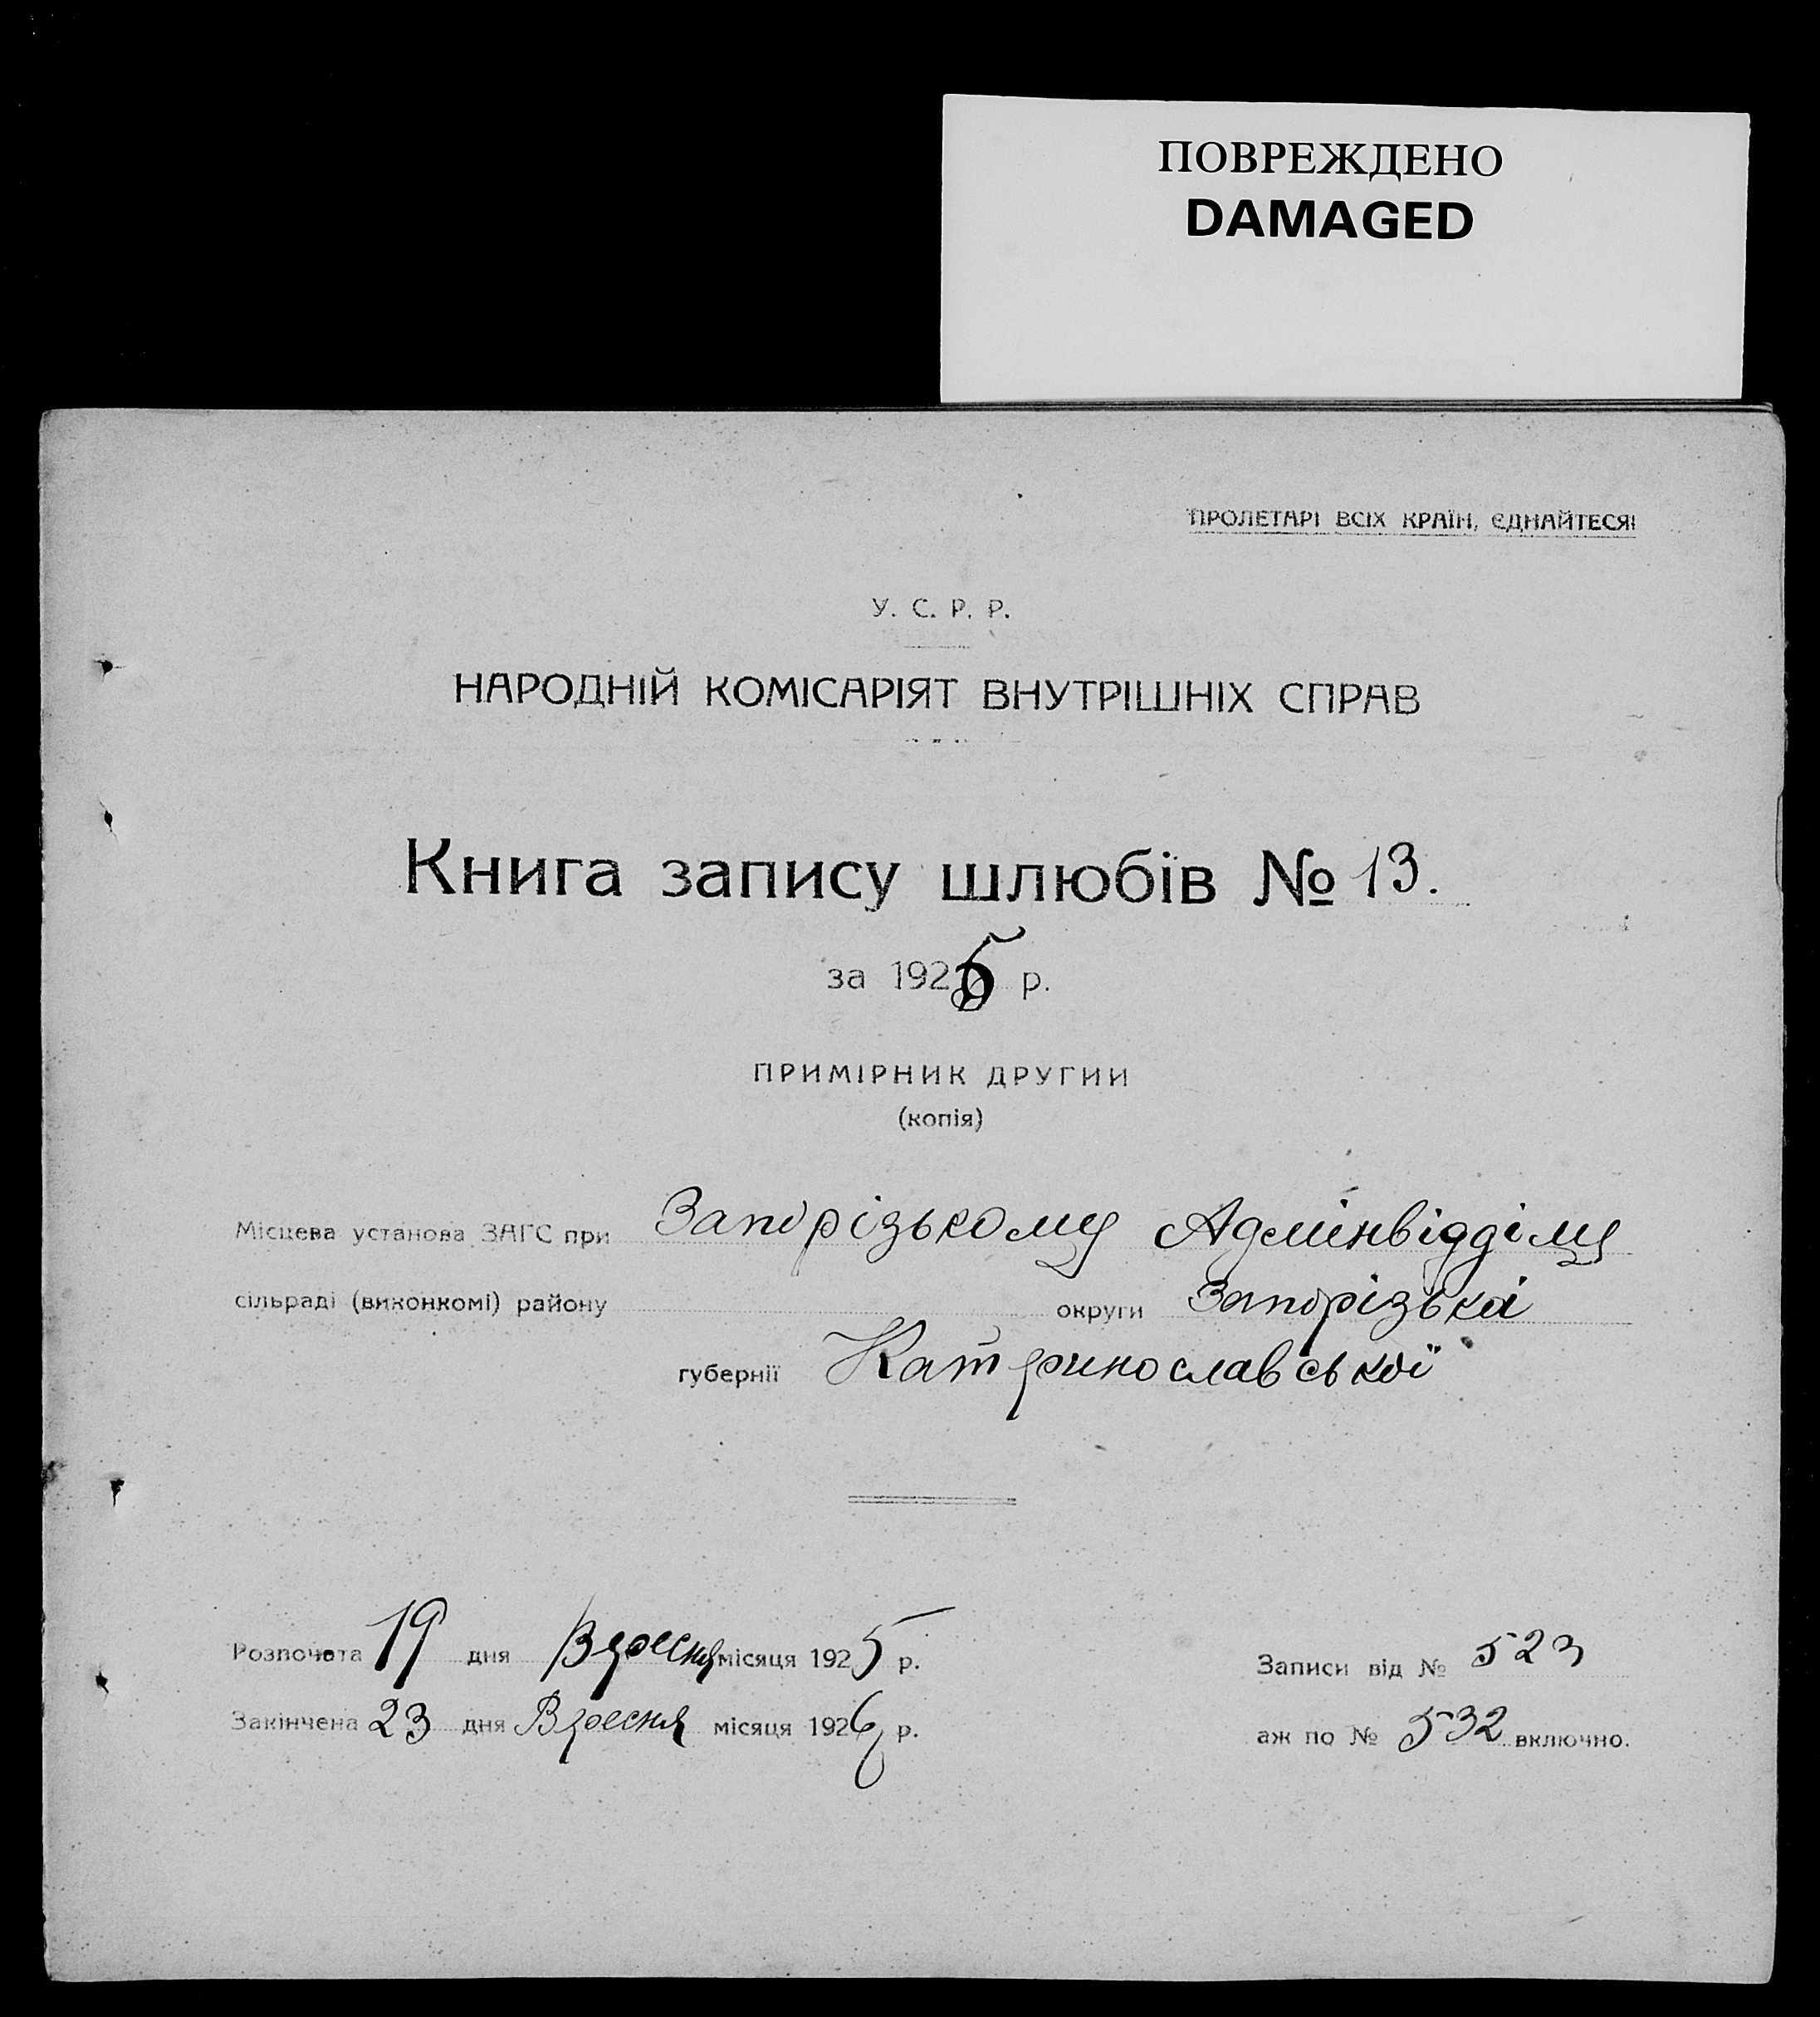 ПОВРЕЖДЕНО
DAMAGED
ПРОЛЕТАРІ ВСІХ КРАЇН, ЄДНАЙТЕСЯ!
У. С. Р. Р.
НАРОДНІЙ КОМІСАРІЯТ ВНУТРІШНІХ СПРАВ
Книга запису шлюбів № 13.
за 1925 р.
ПРИМІРНИК ДРУГИЙ
(копія)
Місцева установа ЗАГС при Запорізькому Адмінвідділу
сільраді (виконкомі) району округи Запорізька
губернії Катеринославської
Розпочата 19 дня Вересня місяця 1925 р. Записи від № 523
Закінчена 23 дня Вересня місяця 1926 р. аж по № 532 включно.